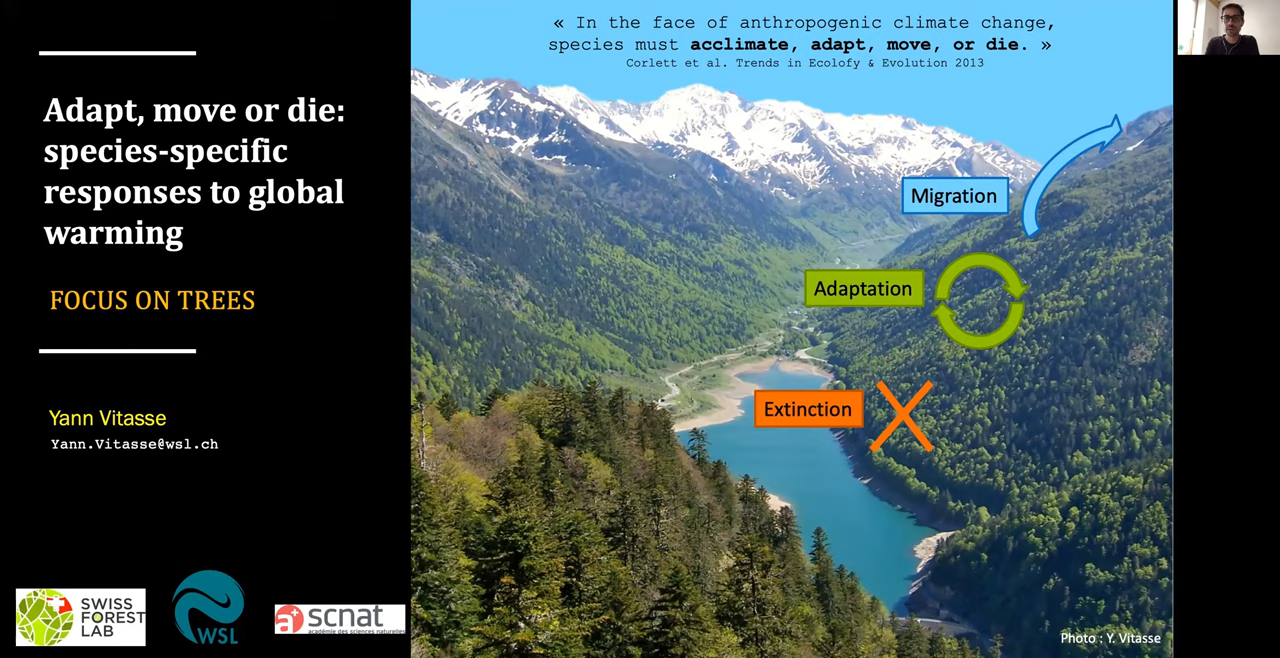 Adapt, move or die:
species-specific
responses to global
warming
FOCUS ON TREES
Yann Vitasse
Yann.Vitasse@wsl.ch
SWISS
FOREST
LAB
WSL
a+ scnat
académie des sciences naturelles
« In the face of anthropogenic climate change,
species must acclimate, adapt, move, or die. »
Corlett et al. Trends in Ecolofy & Evolution 2013
Migration
Adaptation
Extinction
Photo : Y. Vitasse